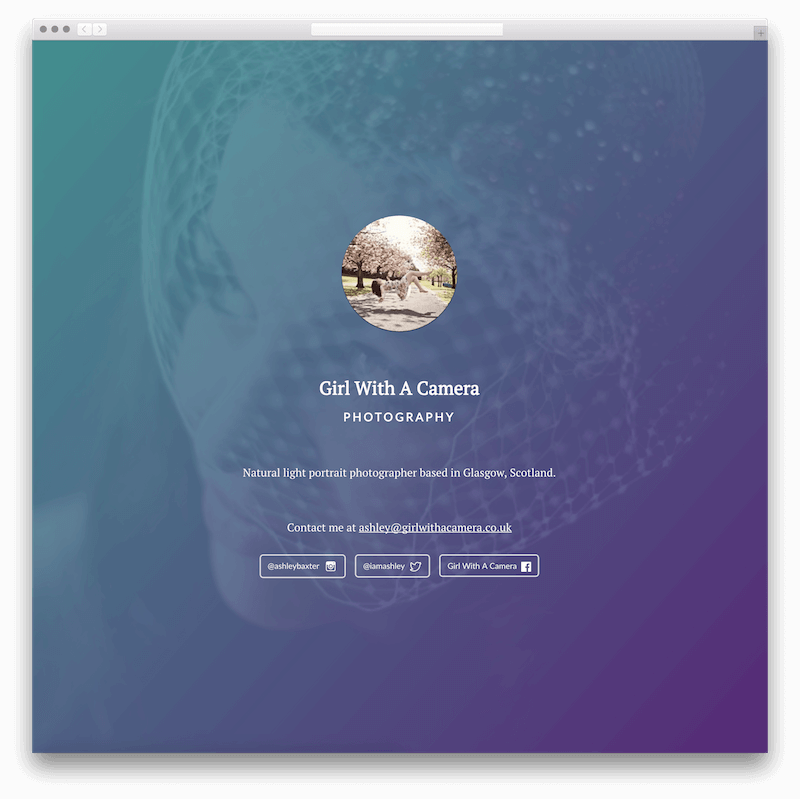 Girl With A Camera
PHOTOGRAPHY
Natural light portrait photographer based in Glasgow, Scotland.
Contact me at ashley@girlwithacamera.co.uk
@ashleybaxter @iamashley Girl With A Camera